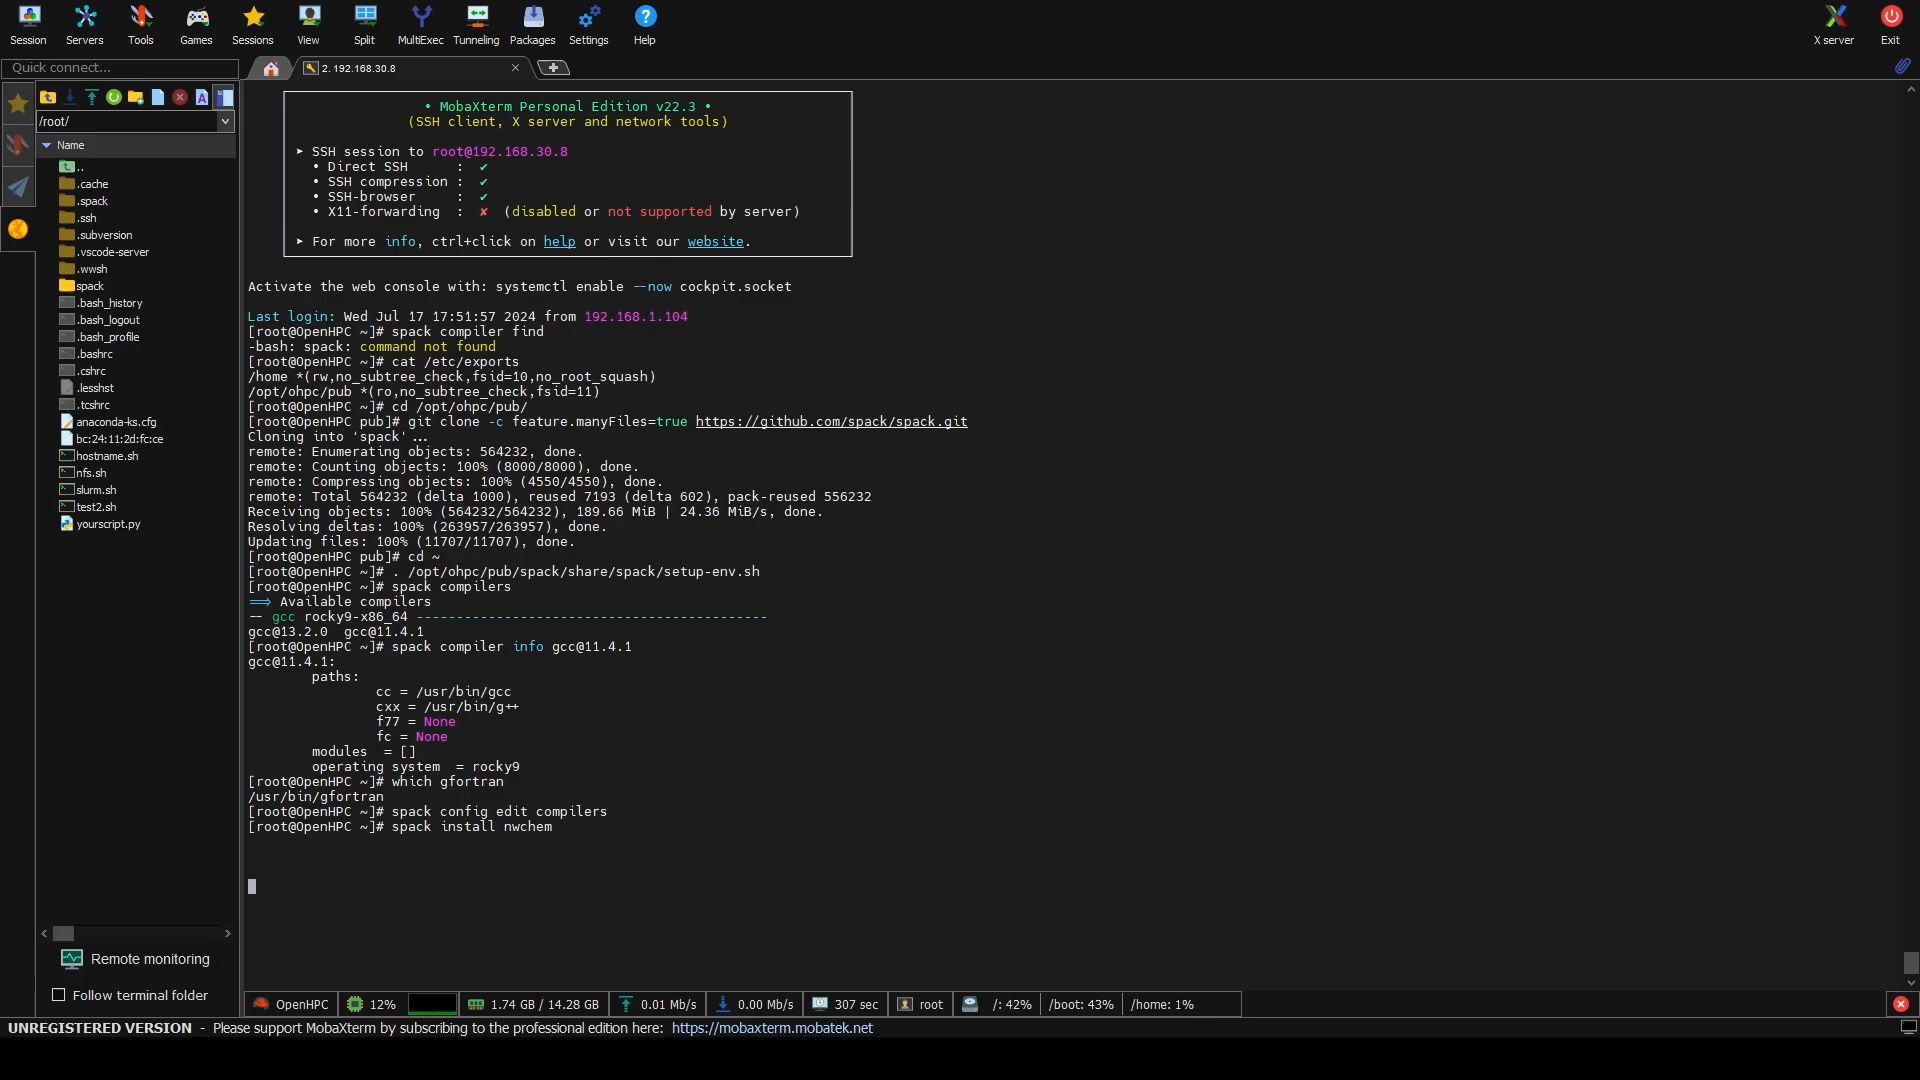 Session
Servers
Tools
Games
Sessions
View
Split
MultiExec
Tunneling
Packages
Settings
Help
X server
Exit
Quick connect...
2. 192.168.30.8
/root/
Name
..
.cache
.spack
.ssh
.subversion
.vscode-server
.wwsh
spack
.bash_history
.bash_logout
.bash_profile
.bashrc
.cshrc
.lesshst
.tcshrc
anaconda-ks.cfg
bc:24:11:2d:fc:ce
hostname.sh
nfs.sh
slurm.sh
test2.sh
yourscript.py
Remote monitoring
Follow terminal folder
• MobaXterm Personal Edition v22.3 •
(SSH client, X server and network tools)
➤ SSH session to root@192.168.30.8
• Direct SSH : ✔
• SSH compression : ✔
• SSH-browser : ✔
• X11-forwarding : ✘ (disabled or not supported by server)
➤ For more info, ctrl+click on help or visit our website.
Activate the web console with: systemctl enable --now cockpit.socket
Last login: Wed Jul 17 17:51:57 2024 from 192.168.1.104
[root@OpenHPC ~]# spack compiler find
-bash: spack: command not found
[root@OpenHPC ~]# cat /etc/exports
/home *(rw,no_subtree_check,fsid=10,no_root_squash)
/opt/ohpc/pub *(ro,no_subtree_check,fsid=11)
[root@OpenHPC ~]# cd /opt/ohpc/pub/
[root@OpenHPC pub]# git clone -c feature.manyFiles=true https://github.com/spack/spack.git
Cloning into 'spack'...
remote: Enumerating objects: 564232, done.
remote: Counting objects: 100% (8000/8000), done.
remote: Compressing objects: 100% (4550/4550), done.
remote: Total 564232 (delta 1000), reused 7193 (delta 602), pack-reused 556232
Receiving objects: 100% (564232/564232), 189.66 MiB | 24.36 MiB/s, done.
Resolving deltas: 100% (263957/263957), done.
Updating files: 100% (11707/11707), done.
[root@OpenHPC pub]# cd ~
[root@OpenHPC ~]# . /opt/ohpc/pub/spack/share/spack/setup-env.sh
[root@OpenHPC ~]# spack compilers
==> Available compilers
-- gcc rocky9-x86_64 --------------------------------------------
gcc@13.2.0 gcc@11.4.1
[root@OpenHPC ~]# spack compiler info gcc@11.4.1
gcc@11.4.1:
paths:
cc = /usr/bin/gcc
cxx = /usr/bin/g++
f77 = None
fc = None
modules = []
operating system = rocky9
[root@OpenHPC ~]# which gfortran
/usr/bin/gfortran
[root@OpenHPC ~]# spack config edit compilers
[root@OpenHPC ~]# spack install nwchem
OpenHPC 12% 1.74 GB / 14.28 GB 0.01 Mb/s 0.00 Mb/s 307 sec root /: 42% /boot: 43% /home: 1%
UNREGISTERED VERSION - Please support MobaXterm by subscribing to the professional edition here: https://mobaxterm.mobatek.net